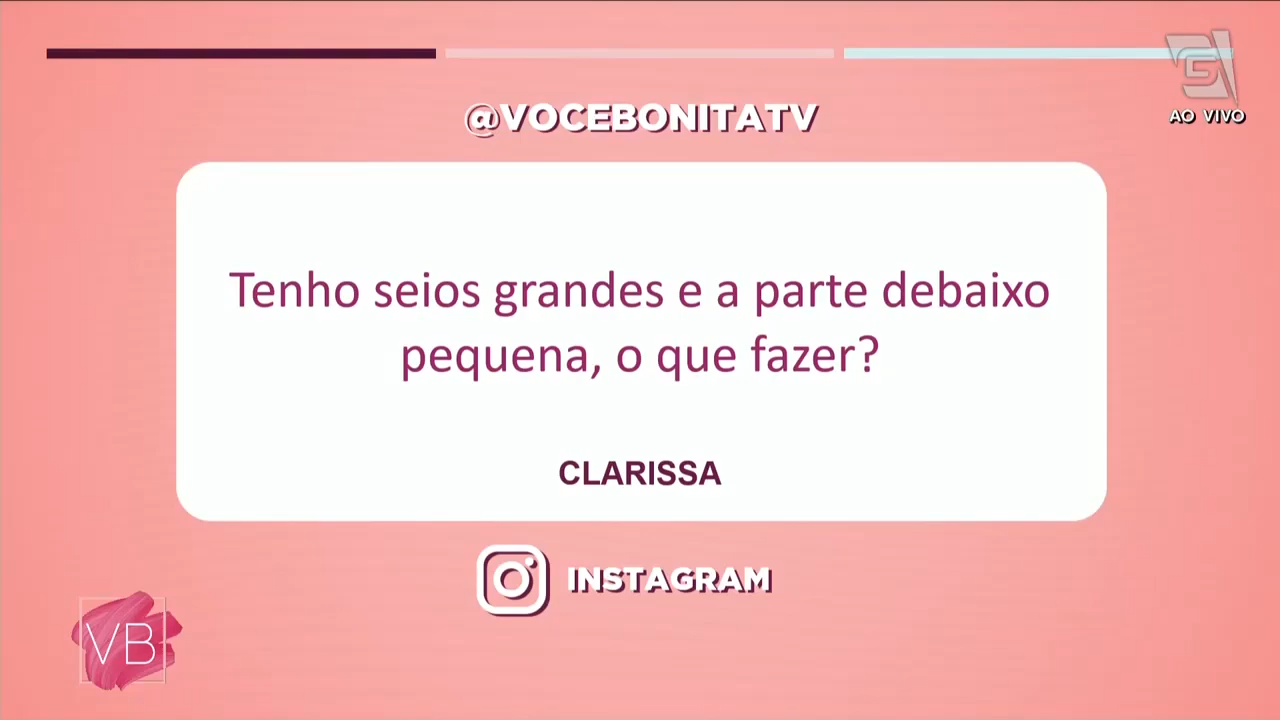 AO VIVO
@VOCEBONITATV
Tenho seios grandes e a parte debaixo
pequena, o que fazer?
CLARISSA
INSTAGRAM
VB